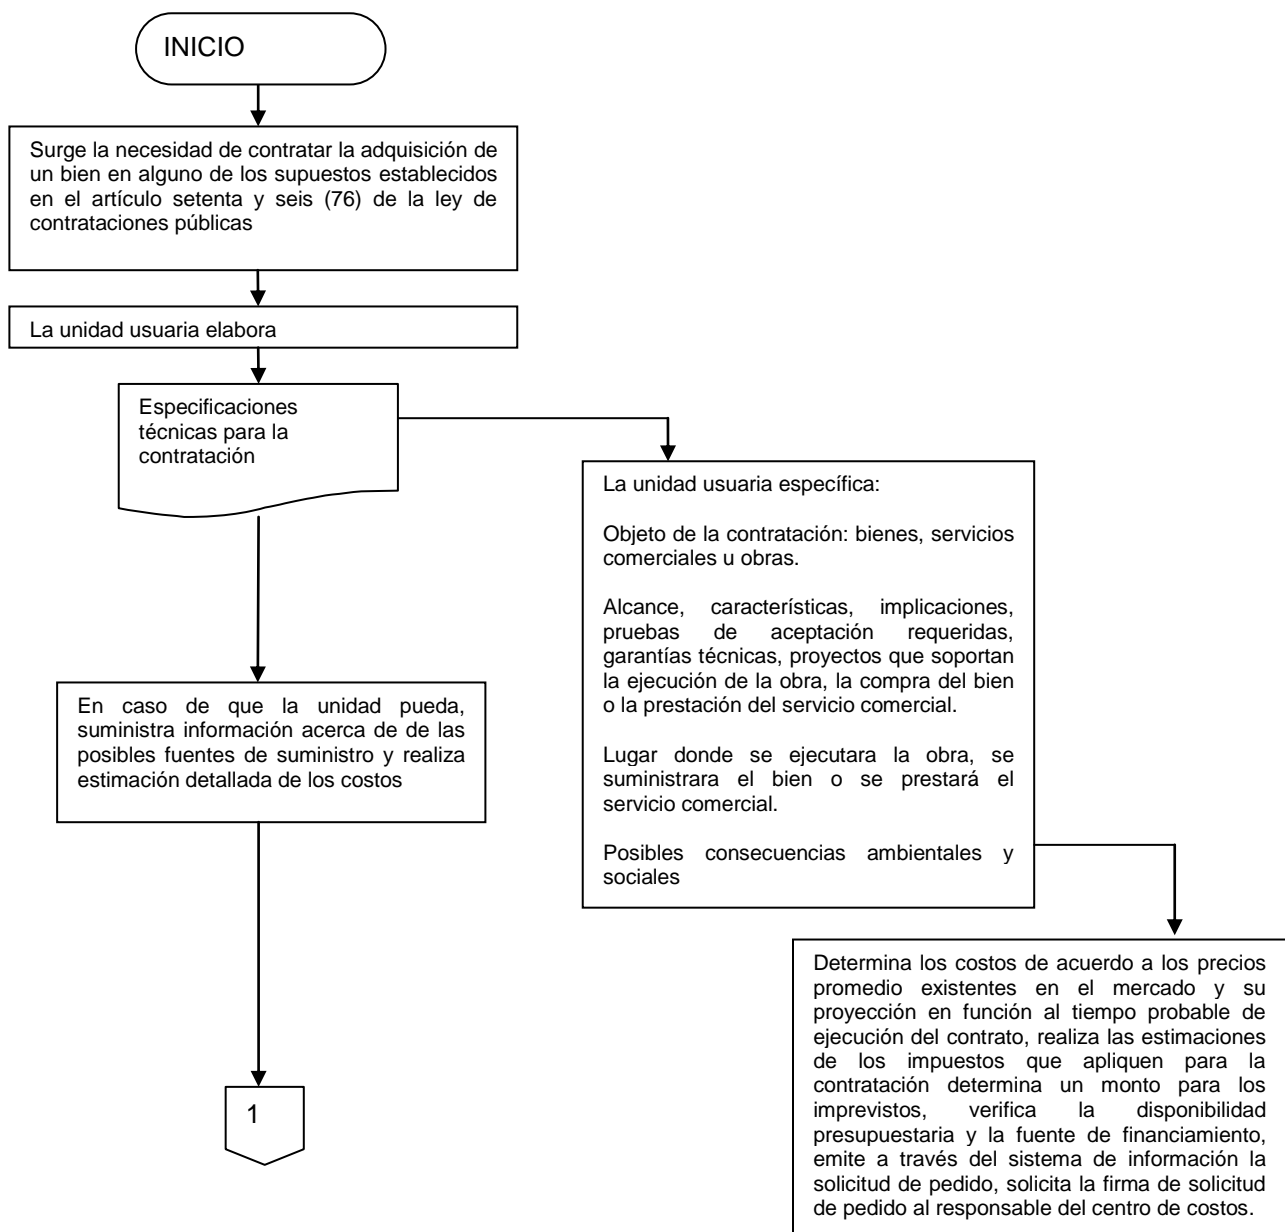 INICIO
Surge la necesidad de contratar la adquisición de
un bien en alguno de los supuestos establecidos
en el artículo setenta y seis (76) de la ley de
contrataciones públicas
La unidad usuaria elabora
Especificaciones
técnicas para la
contratación
La unidad usuaria específica:
Objeto de la contratación: bienes, servicios
comerciales u obras.
Alcance, características, implicaciones,
pruebas de aceptación requeridas,
garantías técnicas, proyectos que soportan
la ejecución de la obra, la compra del bien
o la prestación del servicio comercial.
Lugar donde se ejecutara la obra, se
suministrara el bien o se prestará el
servicio comercial.
Posibles consecuencias ambientales y
sociales
En caso de que la unidad pueda,
suministra información acerca de de las
posibles fuentes de suministro y realiza
estimación detallada de los costos
Determina los costos de acuerdo a los precios
promedio existentes en el mercado y su
proyección en función al tiempo probable de
ejecución del contrato, realiza las estimaciones
de los impuestos que apliquen para la
contratación determina un monto para los
imprevistos, verifica la disponibilidad
presupuestaria y la fuente de financiamiento,
emite a través del sistema de información la
solicitud de pedido, solicita la firma de solicitud
de pedido al responsable del centro de costos.
1